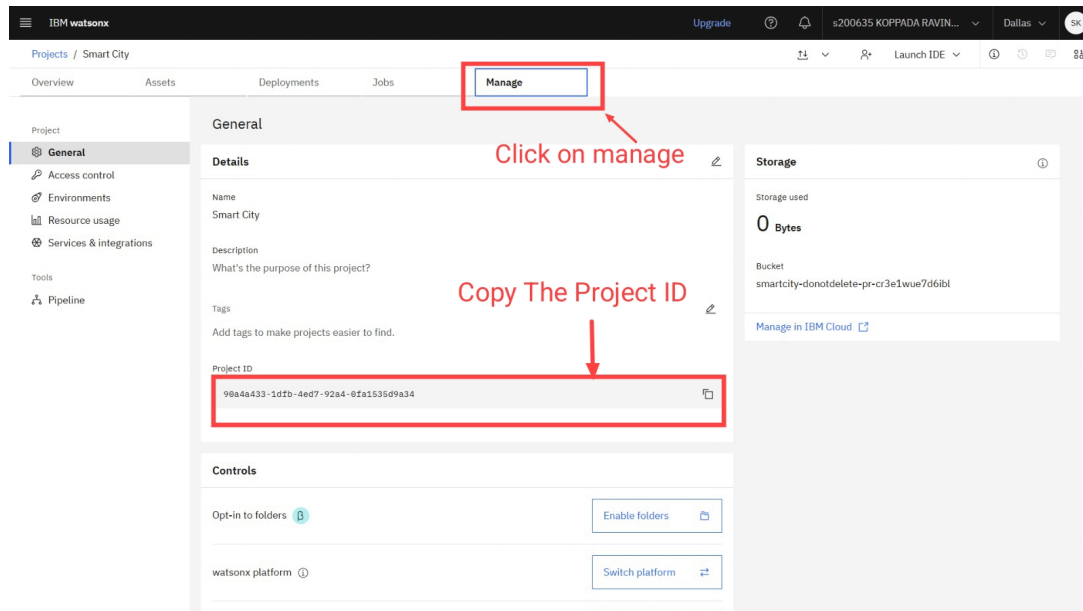 IBM watsonx Upgrade s200635 KOPPADA RAVIN... Dallas SK
Projects / Smart City Launch IDE
Overview Assets Deployments Jobs Manage
Project
General
Access control
Environments
Resource usage
Services & integrations
Tools
Pipeline
General
Click on manage
Details
Name
Smart City
Description
What's the purpose of this project?
Copy The Project ID
Tags
Add tags to make projects easier to find.
Project ID
90a4a433-1dfb-4ed7-92a4-0fa1535d9a34
Controls
Opt-in to folders β Enable folders
watsonx platform Switch platform
Storage
Storage used
0 Bytes
Bucket
smartcity-donotdelete-pr-cr3e1wue7d6ibl
Manage in IBM Cloud